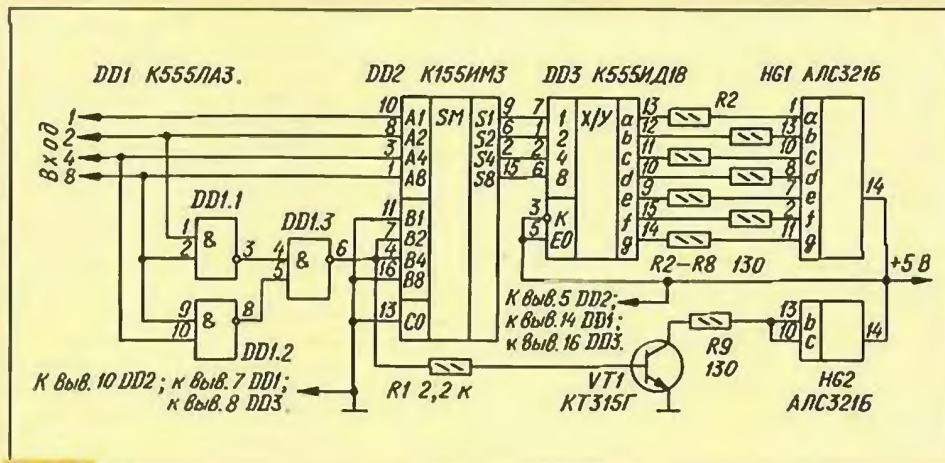 DD1 К555ЛА3.
DD2 К155ИМ3
DD3 К555ИД18
HG1 АЛС321Б
Вход
1
2
4
8
10
8
3
1
A1
A2
A4
A8
SM
S1
S2
S4
S8
9
6
2
15
7
1
2
6
1
2
4
8
X/Y
a
b
c
d
e
f
g
13
12
11
10
9
15
14
R2
1
13
10
8
7
2
11
a
b
c
d
e
f
g
14
DD1.1
1
2
&
3
DD1.3
4
5
&
6
9
10
&
8
DD1.2
11
7
4
16
B1
B2
B4
B8
13
C0
3
5
K
EO
R2–R8 130
+5 В
К выв.5 DD2;
к выв.14 DD1;
к выв.16 DD3.
К выв.10 DD2; к выв.7 DD1;
к выв.8 DD3.
R1 2,2 к
VT1
КТ315Г
R9
130
13
10
b
c
14
HG2
АЛС321Б